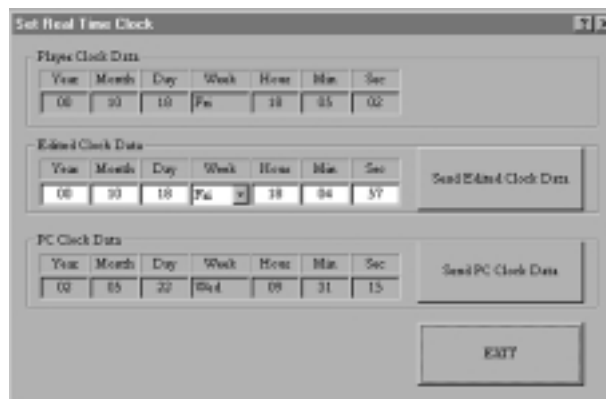 Set Real Time Clock
Player Clock Data
Year Month Day Week Hour Min Sec
00 10 18 Fri 18 05 02
Edited Clock Data
Year Month Day Week Hour Min Sec
00 10 18 Fri 18 04 57
Send Edited Clock Data
PC Clock Data
Year Month Day Week Hour Min Sec
02 05 22 Wed 09 31 15
Send PC Clock Data
EXIT